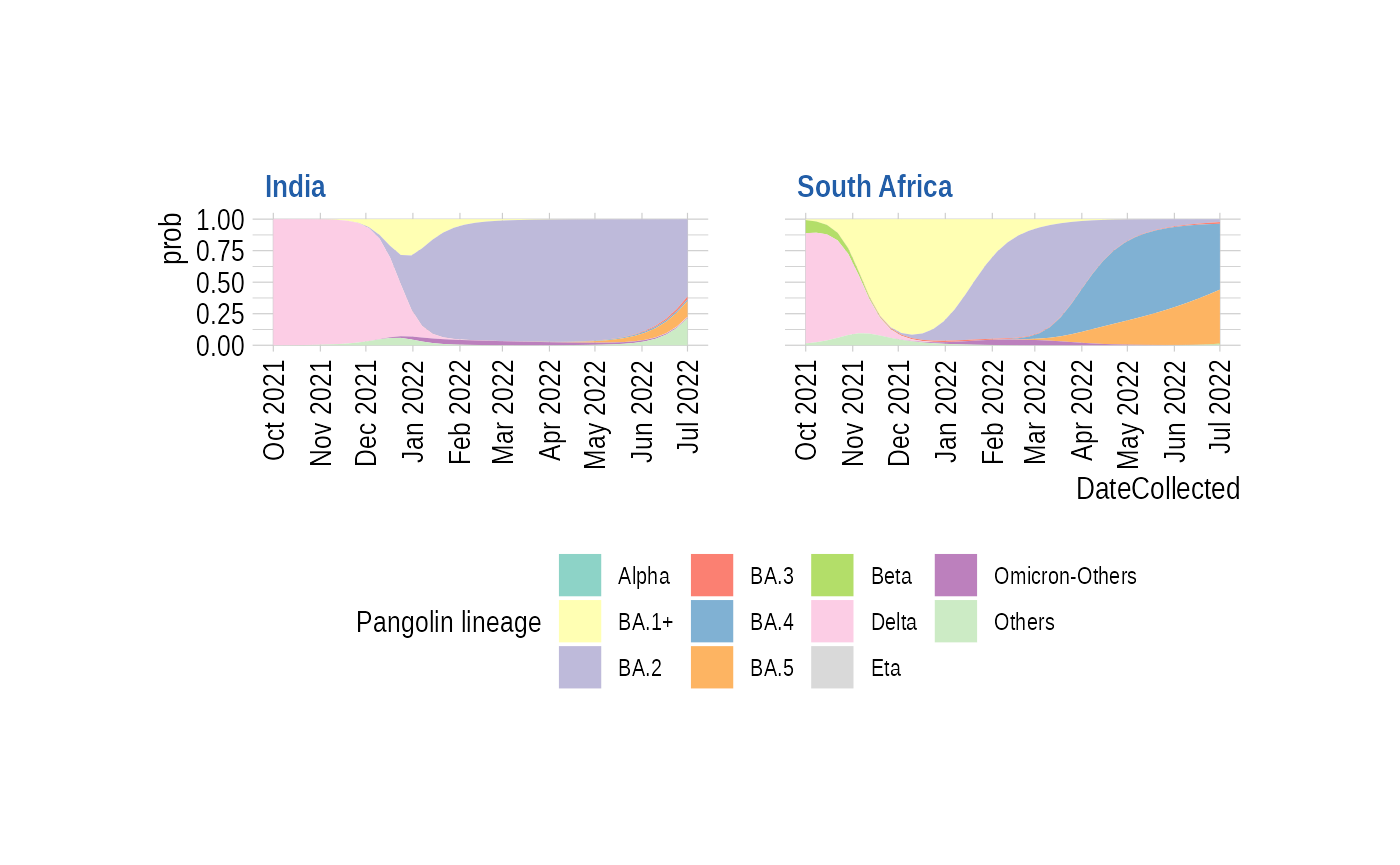 India
South Africa
prob
1.00
0.75
0.50
0.25
0.00
Oct 2021
Nov 2021
Dec 2021
Jan 2022
Feb 2022
Mar 2022
Apr 2022
May 2022
Jun 2022
Jul 2022
Oct 2021
Nov 2021
Dec 2021
Jan 2022
Feb 2022
Mar 2022
Apr 2022
May 2022
Jun 2022
Jul 2022
DateCollected
Pangolin lineage
Alpha
BA.1+
BA.2
BA.3
BA.4
BA.5
Beta
Delta
Eta
Omicron-Others
Others